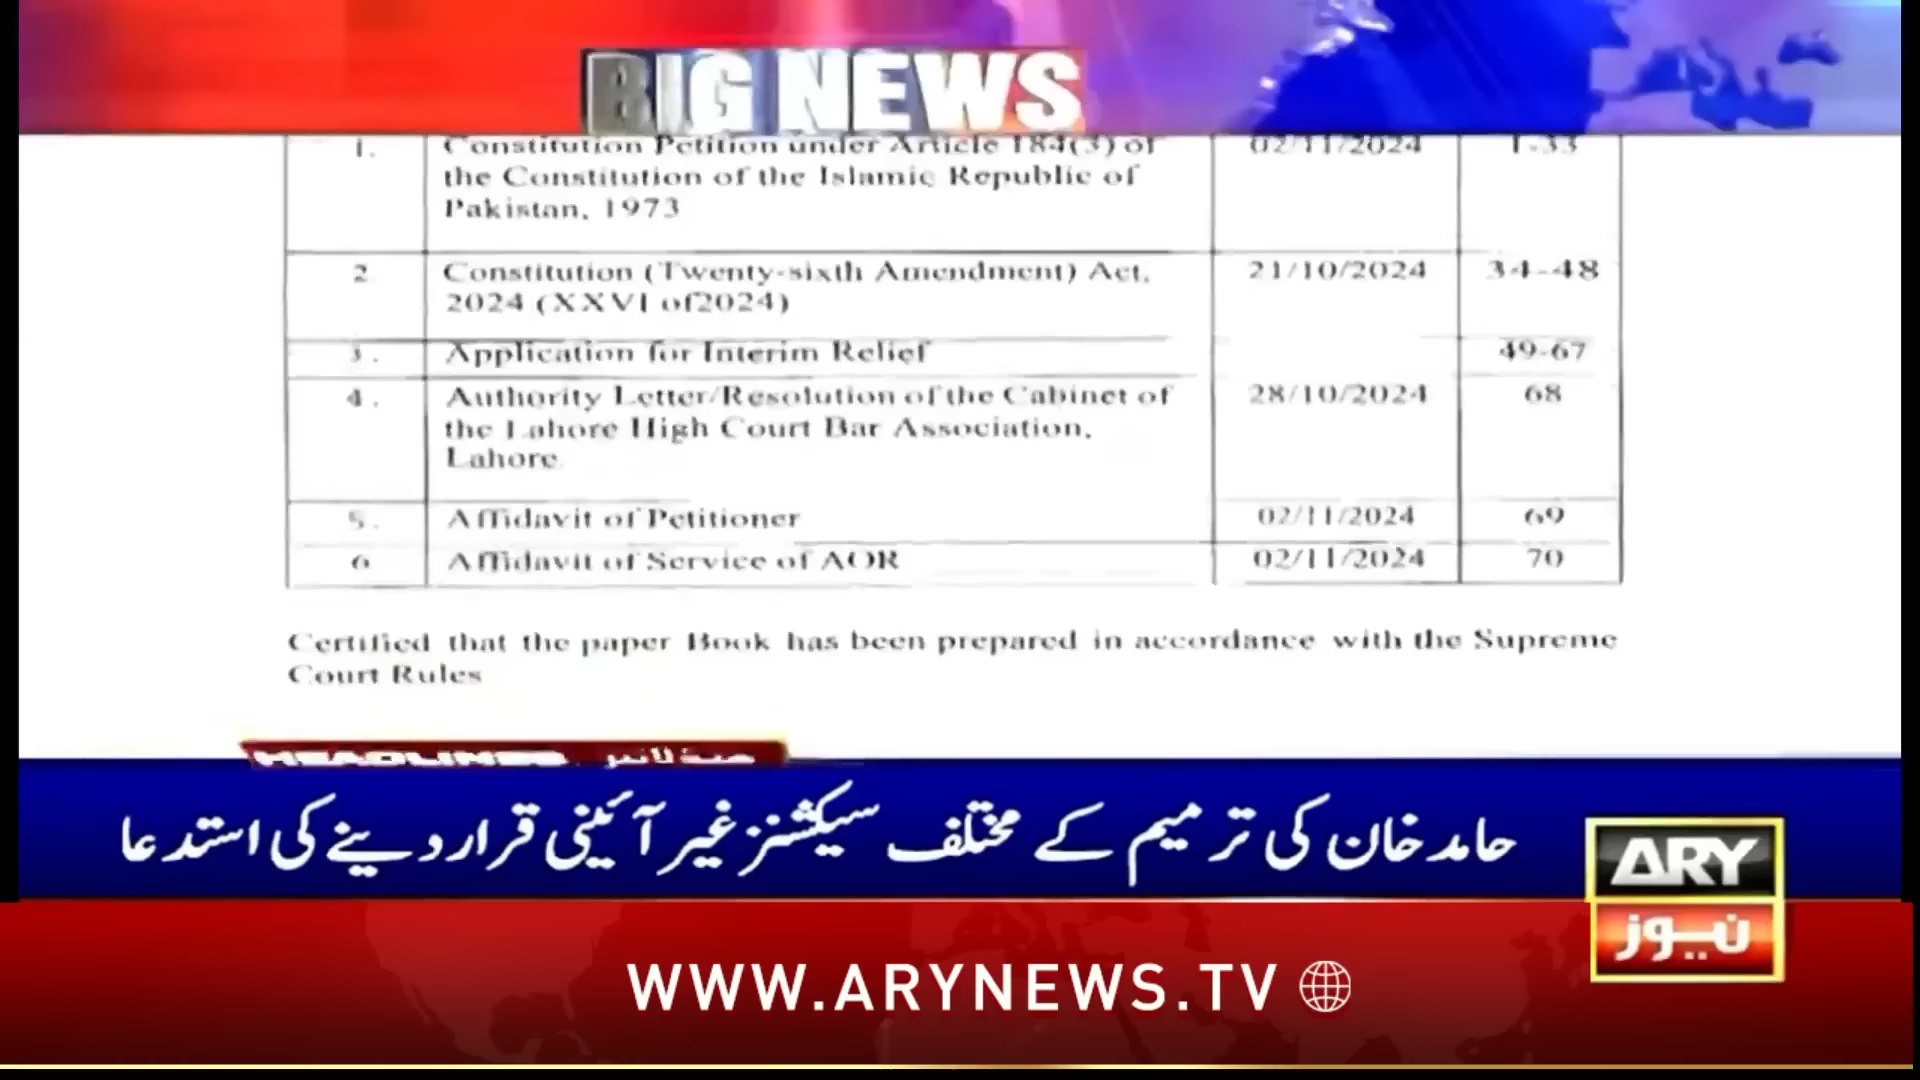 BIG NEWS
1. Constitution Petition under Article 184(3) of 02/11/2024 1-33
the Constitution of the Islamic Republic of
Pakistan, 1973
2 Constitution (Twenty-sixth Amendment) Act, 21/10/2024 34-48
2024 (XXVI of2024)
3. Application for Interim Relief 49-67
4. Authority Letter/Resolution of the Cabinet of 28/10/2024 68
the Lahore High Court Bar Association,
Lahore.
5. Affidavit of Petitioner 02/11/2024 69
6 Affidavit of Service of AOR 02/11/2024 70
Certified that the paper Book has been prepared in accordance with the Supreme
Court Rules
HEADLINES ہیڈ لائنز
حامد خان کی ترمیم کے مختلف سیکشنز غیر آئینی قرار دینے کی استدعا
ARY
نیوز
WWW.ARYNEWS.TV